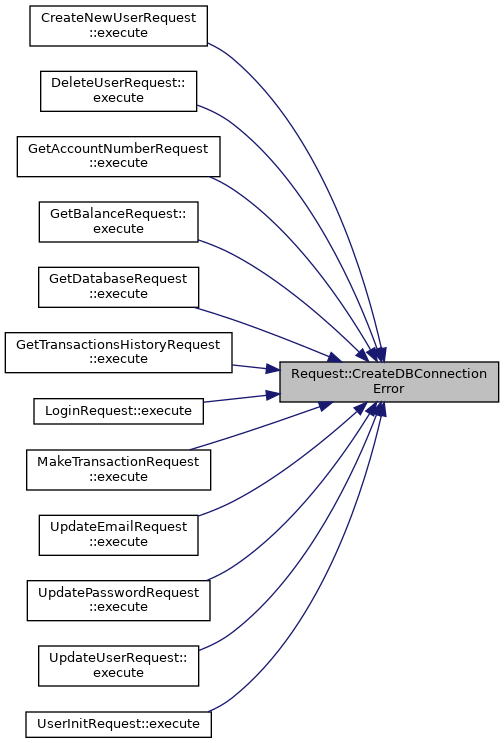 CreateNewUserRequest
::execute
DeleteUserRequest::
execute
GetAccountNumberRequest
::execute
GetBalanceRequest::
execute
GetDatabaseRequest
::execute
GetTransactionsHistoryRequest
::execute
Request::CreateDBConnection
Error
LoginRequest::execute
MakeTransactionRequest
::execute
UpdateEmailRequest
::execute
UpdatePasswordRequest
::execute
UpdateUserRequest::
execute
UserInitRequest::execute